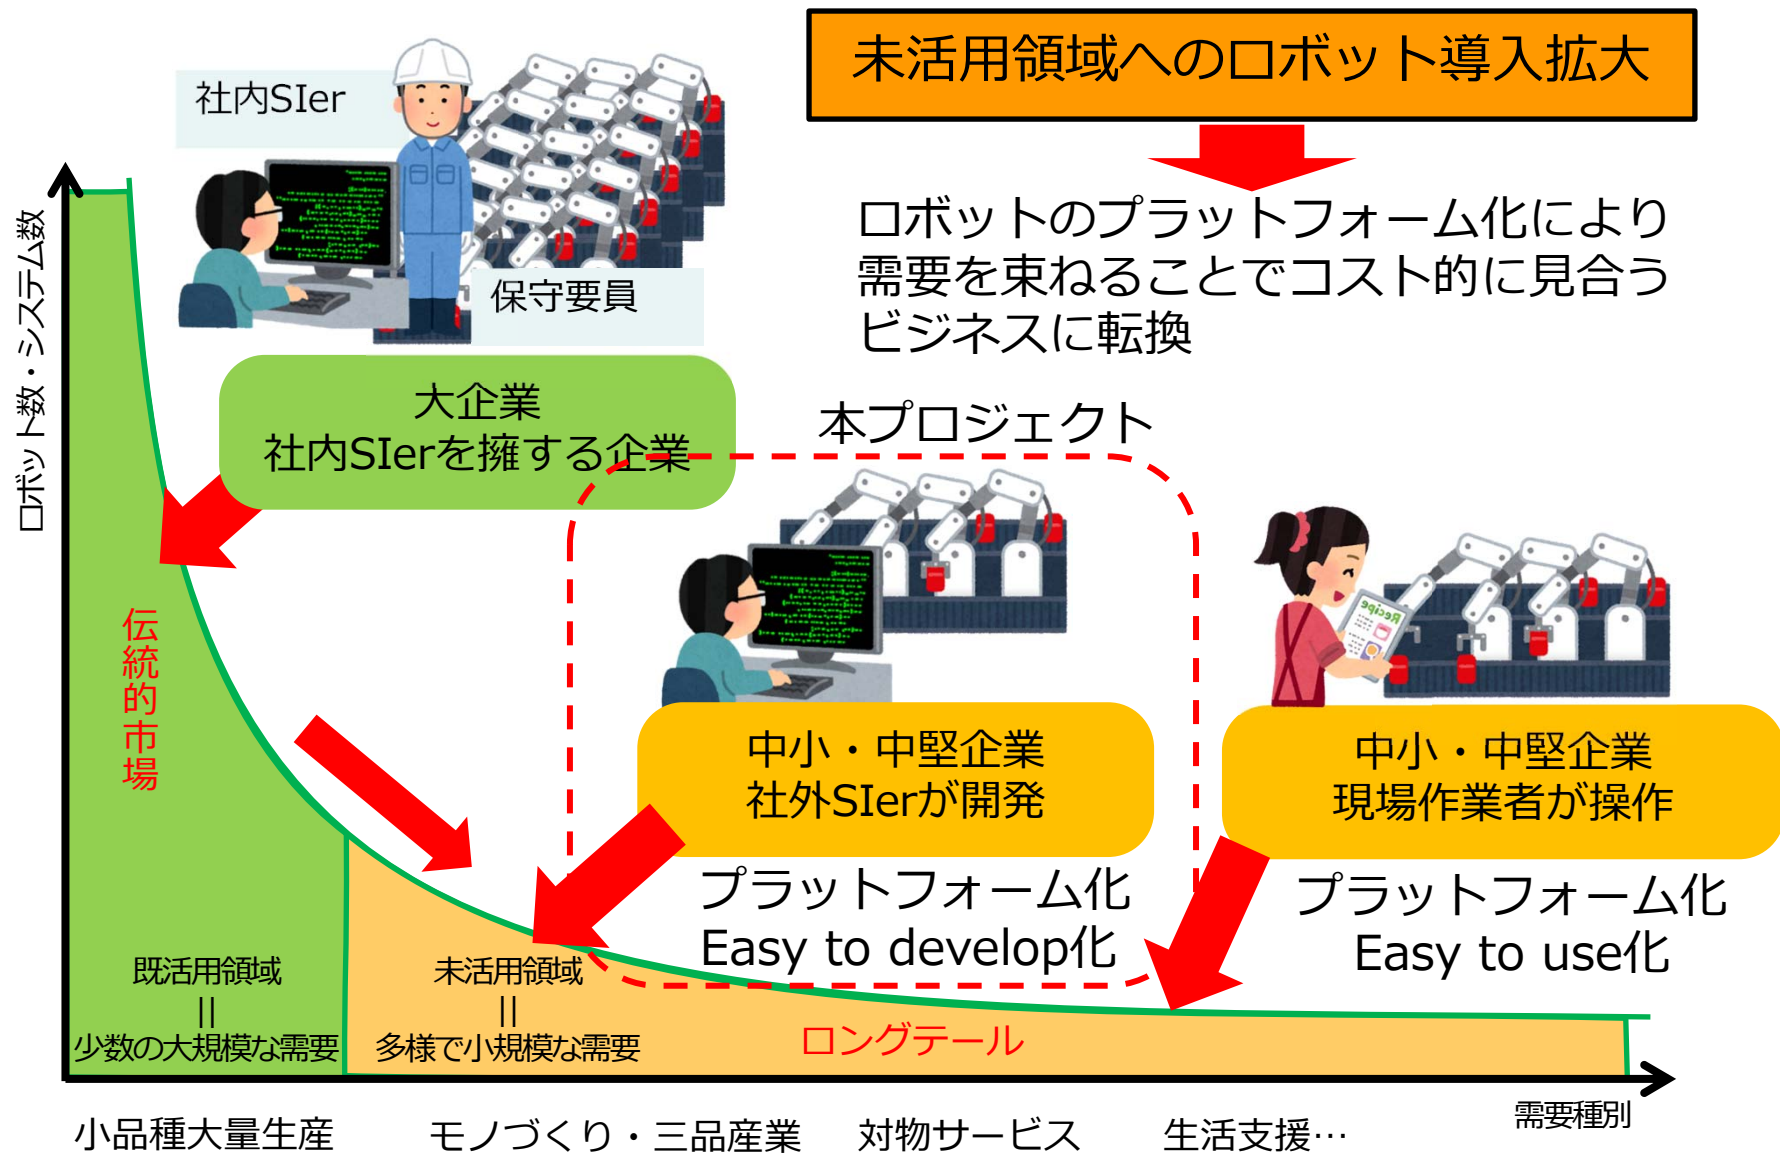 未活用領域へのロボット導入拡大
社内SIer
保守要員
ロボットのプラットフォーム化により
需要を束ねることでコスト的に見合う
ビジネスに転換
ロボット数・システム数
大企業
社内SIerを擁する企業
本プロジェクト
Recipe
伝統的市場
中小・中堅企業
社外SIerが開発
中小・中堅企業
現場作業者が操作
プラットフォーム化
Easy to develop化
プラットフォーム化
Easy to use化
既活用領域
||
少数の大規模な需要
未活用領域
||
多様で小規模な需要
ロングテール
需要種別
小品種大量生産
モノづくり・三品産業
対物サービス
生活支援…